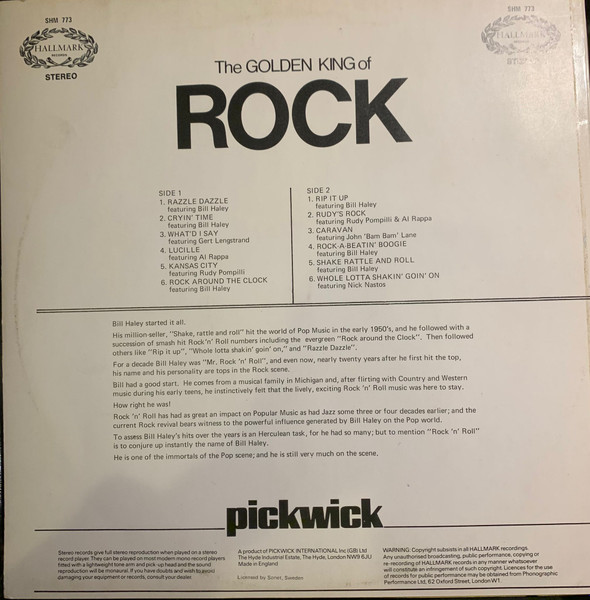 SHM 773
HALLMARK
RECORDS
STEREO
SHM 773
HALLMARK
The GOLDEN KING of
ROCK
SIDE 1
1. RAZZLE DAZZLE
featuring Bill Haley
2. CRYIN' TIME
featuring Bill Haley
3. WHAT'D I SAY
featuring Gert Lengstrand
4. LUCILLE
featuring Al Rappa
5. KANSAS CITY
featuring Rudy Pompilli
6. ROCK AROUND THE CLOCK
featuring Bill Haley
SIDE 2
1. RIP IT UP
featuring Bill Haley
2. RUDY'S ROCK
featuring Rudy Pompilli & Al Rappa
3. CARAVAN
featuring John 'Bam Bam' Lane
4. ROCK-A-BEATIN' BOOGIE
featuring Bill Haley
5. SHAKE RATTLE AND ROLL
featuring Bill Haley
6. WHOLE LOTTA SHAKIN' GOIN' ON
featuring Nick Nastos
Bill Haley started it all.
His million-seller, "Shake, rattle and roll" hit the world of Pop Music in the early 1950's, and he followed with a
succession of smash hit Rock'n' Roll numbers including the evergreen "Rock around the Clock". Then followed
others like "Rip it up", "Whole lotta shakin' goin' on," and "Razzle Dazzle".
For a decade Bill Haley was "Mr. Rock 'n' Roll", and even now, nearly twenty years after he first hit the top,
his name and his personality are tops in the Rock scene.
Bill had a good start. He comes from a musical family in Michigan and, after flirting with Country and Western
music during his early teens, he instinctively felt that the lively, exciting Rock 'n' Roll music was here to stay.
How right he was!
Rock 'n' Roll has had as great an impact on Popular Music as had Jazz some three or four decades earlier; and the
current Rock revival bears witness to the powerful influence generated by Bill Haley on the Pop world.
To assess Bill Haley's hits over the years is an Herculean task, for he had so many; but to mention "Rock 'n' Roll"
is to conjure up instantly the name of Bill Haley.
He is one of the immortals of the Pop scene; and he is still very much on the scene.
pickwick
Stereo records give full stereo reproduction when played on a stereo
record player. They can be played on most modern mono record players
fitted with a lightweight tone arm and pick-up head and the sound
reproduction will be monaural. If you have doubts and wish to avoid
damaging your equipment or records, consult your dealer.
A product of PICKWICK INTERNATIONAL Inc (GB) Ltd
The Hyde Industrial Estate, The Hyde, London NW9 6JU
Made in England
Licensed by Sonet, Sweden
WARNING. Copyright subsists in all HALLMARK recordings.
Any unauthorised broadcasting, public performance, copying or
re-recording of HALLMARK records in any manner whatsoever
will constitute an infringement of such copyright. Licences for the use
of records for public performance may be obtained from Phonographic
Performance Ltd, 62 Oxford Street, London W1.